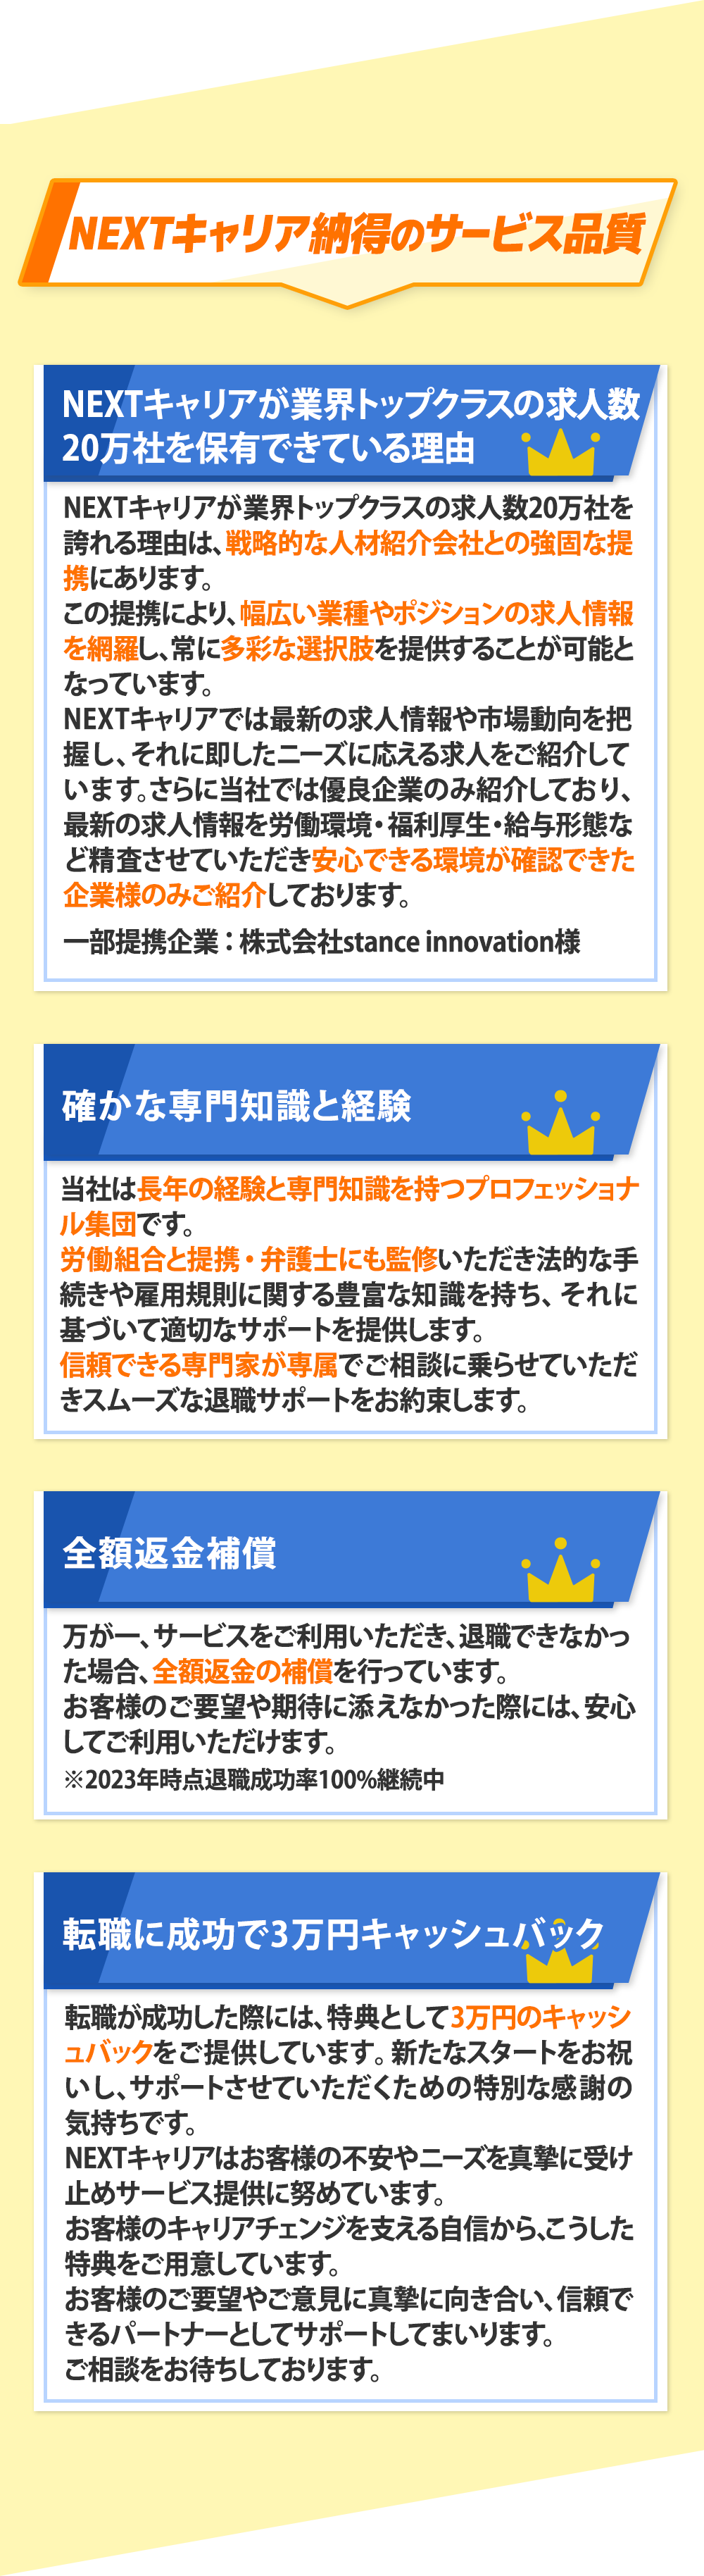 NEXTキャリア納得のサービス品質
NEXTキャリアが業界トップクラスの求人数
20万社を保有できている理由
NEXTキャリアが業界トップクラスの求人数20万社を
誇れる理由は、戦略的な人材紹介会社との強固な提
携にあります。
この提携により、幅広い業種やポジションの求人情報
を網羅し、常に多彩な選択肢を提供することが可能と
なっています。
NEXTキャリアでは最新の求人情報や市場動向を把
握し、それに即したニーズに応える求人をご紹介して
います。さらに当社では優良企業のみ紹介しており、
最新の求人情報を労働環境・福利厚生・給与形態な
ど精査させていただき安心できる環境が確認できた
企業様のみご紹介しております。
一部提携企業：株式会社stance innovation様
確かな専門知識と経験
当社は長年の経験と専門知識を持つプロフェッショナ
ル集団です。
労働組合と提携・弁護士にも監修いただき法的な手
続きや雇用規則に関する豊富な知識を持ち、それに
基づいて適切なサポートを提供します。
信頼できる専門家が専属でご相談に乗らせていただ
きスムーズな退職サポートをお約束します。
全額返金補償
万が一、サービスをご利用いただき、退職できなかっ
た場合、全額返金の補償を行っています。
お客様のご要望や期待に添えなかった際には、安心
してご利用いただけます。
※2023年時点退職成功率100%継続中
転職に成功で3万円キャッシュバック
転職が成功した際には、特典として3万円のキャッシ
ュバックをご提供しています。新たなスタートをお祝
いし、サポートさせていただくための特別な感謝の
気持ちです。
NEXTキャリアはお客様の不安やニーズを真摯に受け
止めサービス提供に努めています。
お客様のキャリアチェンジを支える自信から、こうした
特典をご用意しています。
お客様のご要望やご意見に真摯に向き合い、信頼で
きるパートナーとしてサポートしてまいります。
ご相談をお待ちしております。